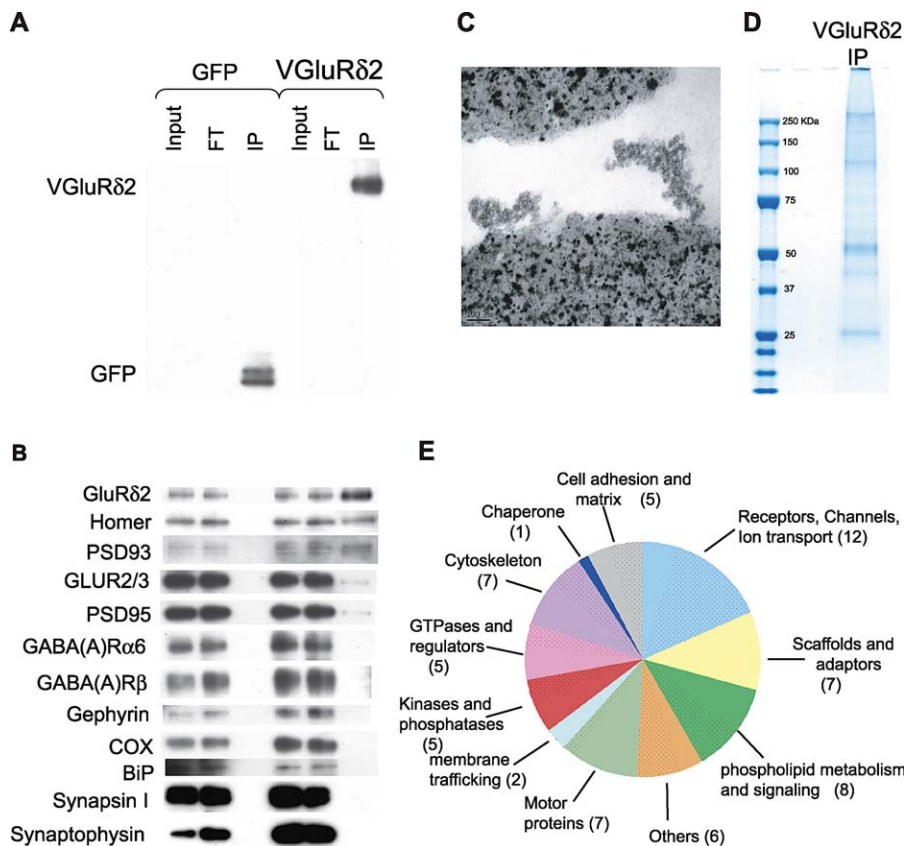 A
GFP
VGluRδ2
Input
FT
IP
Input
FT
IP
VGluRδ2
GFP
B
GluRδ2
Homer
PSD93
GLUR2/3
PSD95
GABA(A)Rα6
GABA(A)Rβ
Gephyrin
COX
BiP
Synapsin I
Synaptophysin
C
D
VGluRδ2
IP
250 KDa
150
100
75
50
37
25
E
Cell adhesion and
matrix (5)
Chaperone
(1)
Receptors, Channels,
Ion transport (12)
Cytoskeleton
(7)
GTPases and
regulators
(5)
Scaffolds and
adaptors
(7)
Kinases and
phosphatases
(5)
membrane
trafficking (2)
phospholipid metabolism
and signaling (8)
Motor
proteins (7)
Others (6)